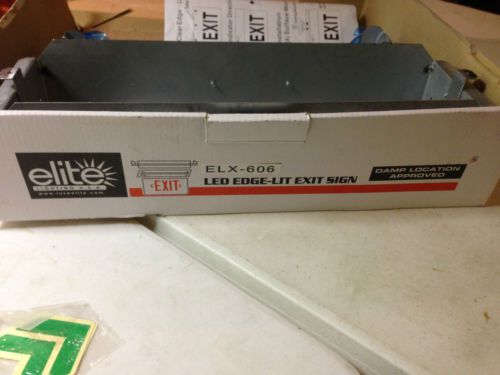 EXIT
EXIT
elite
LIGHTING U.S.A
www.iuseelite.com
‹EXIT›
ELX-606
LED EDGE-LIT EXIT SIGN
DAMP LOCATION
APPROVED